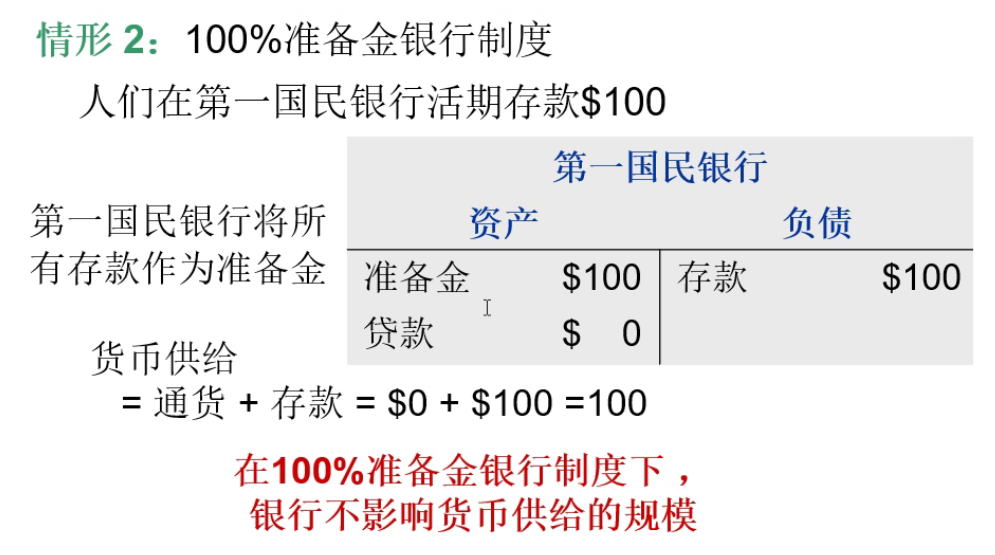 情形 2：100%准备金银行制度
人们在第一国民银行活期存款$100
第一国民银行将所
有存款作为准备金
第一国民银行
资产 负债
准备金 $100 存款 $100
贷款 $ 0
货币供给
= 通货 + 存款 = $0 + $100 =100
在100%准备金银行制度下，
银行不影响货币供给的规模